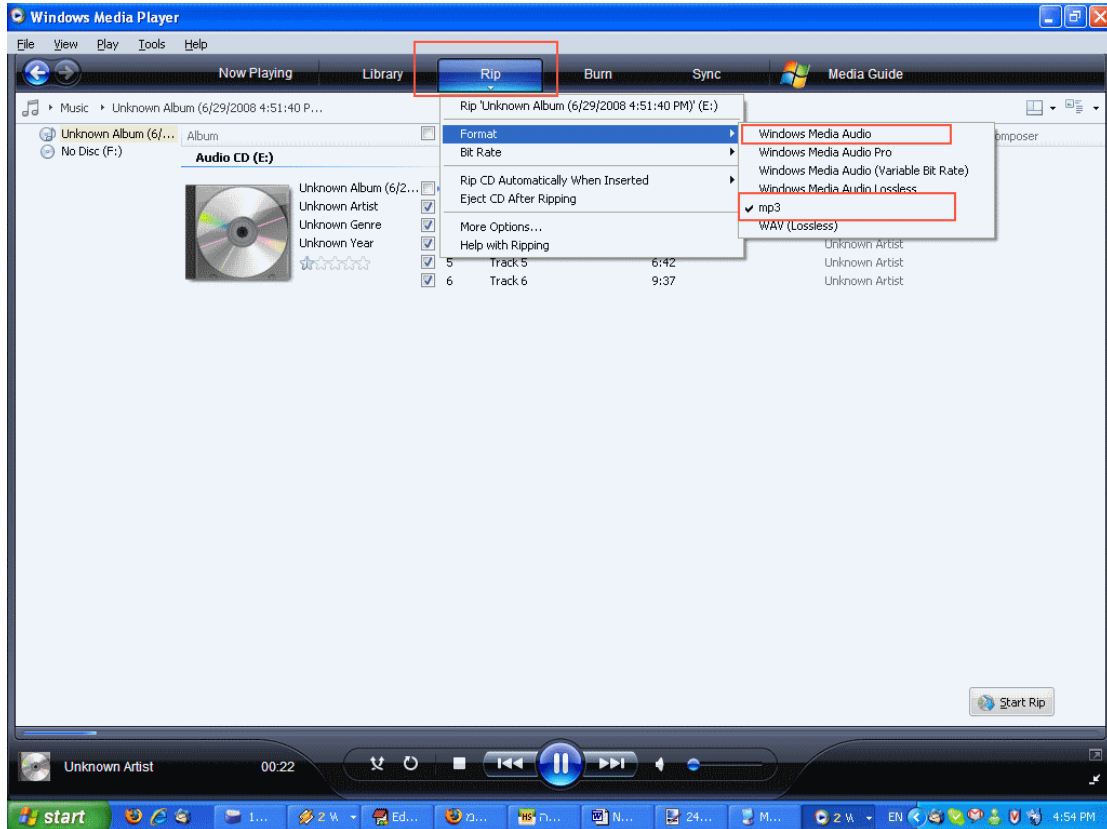 Windows Media Player
File View Play Tools Help
Now Playing Library Rip Burn Sync Media Guide
Music Unknown Album (6/29/2008 4:51:40 P...
Rip 'Unknown Album (6/29/2008 4:51:40 PM)' (E:)
Format
Bit Rate
Rip CD Automatically When Inserted
Eject CD After Ripping
More Options...
Help with Ripping
Windows Media Audio
Windows Media Audio Pro
Windows Media Audio (Variable Bit Rate)
Windows Media Audio Lossless
mp3
WAV (Lossless)
Unknown Album (6/...
No Disc (F:)
Album
Audio CD (E:)
Unknown Album (6/2...
Unknown Artist
Unknown Genre
Unknown Year
Unknown Artist
5 Track 5 6:42 Unknown Artist
6 Track 6 9:37 Unknown Artist
Start Rip
Unknown Artist 00:22
start 1... 2 W Ed... נ... ה... N... 24... M... 2 W EN 4:54 PM